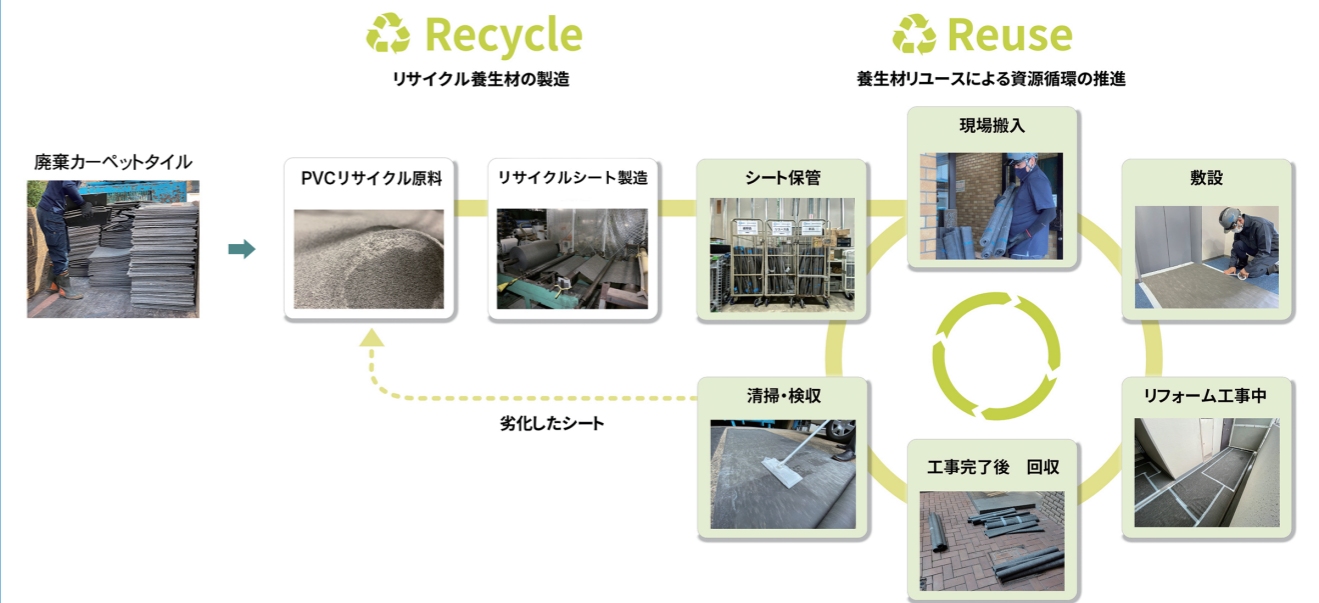 Recycle
リサイクル養生材の製造
Reuse
養生材リユースによる資源循環の推進
廃棄カーペットタイル
PVCリサイクル原料
リサイクルシート製造
シート保管
現場搬入
敷設
リフォーム工事中
工事完了後　回収
清掃・検収
劣化したシート